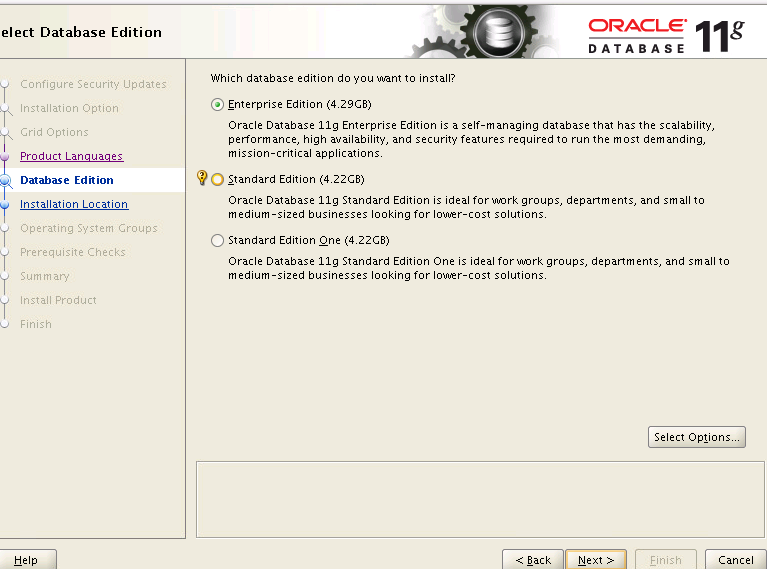 elect Database Edition
ORACLE
DATABASE 11g
Configure Security Updates
Installation Option
Grid Options
Product Languages
Database Edition
Installation Location
Operating System Groups
Prerequisite Checks
Summary
Install Product
Finish
Which database edition do you want to install?
Enterprise Edition (4.29GB)
Oracle Database 11g Enterprise Edition is a self-managing database that has the scalability,
performance, high availability, and security features required to run the most demanding,
mission-critical applications.
Standard Edition (4.22GB)
Oracle Database 11g Standard Edition is ideal for work groups, departments, and small to
medium-sized businesses looking for lower-cost solutions.
Standard Edition One (4.22GB)
Oracle Database 11g Standard Edition One is ideal for work groups, departments, and small to
medium-sized businesses looking for lower-cost solutions.
Select Options...
Help
< Back
Next >
Finish
Cancel